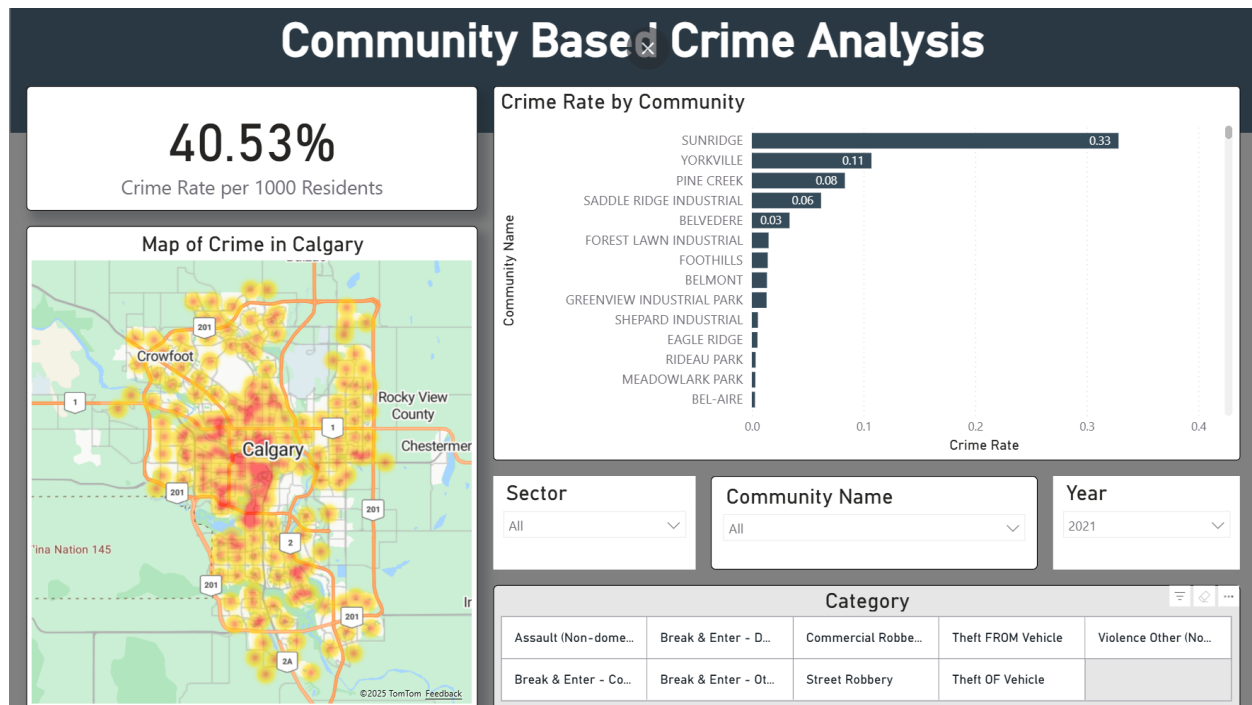 Community Based Crime Analysis
40.53%
Crime Rate per 1000 Residents
Map of Crime in Calgary
201
Crowfoot
1
Rocky View
County
1
Calgary
Chestermer
201
201
2
'ina Nation 145
201
Ir
201
2A
©2025 TomTom Feedback
Crime Rate by Community
Community Name
SUNRIDGE 0.33
YORKVILLE 0.11
PINE CREEK 0.08
SADDLE RIDGE INDUSTRIAL 0.06
BELVEDERE 0.03
FOREST LAWN INDUSTRIAL
FOOTHILLS
BELMONT
GREENVIEW INDUSTRIAL PARK
SHEPARD INDUSTRIAL
EAGLE RIDGE
RIDEAU PARK
MEADOWLARK PARK
BEL-AIRE
0.0 0.1 0.2 0.3 0.4
Crime Rate
Sector
All
Community Name
All
Year
2021
Category
Assault (Non-dome... Break & Enter - D... Commercial Robbe... Theft FROM Vehicle Violence Other (No...
Break & Enter - Co... Break & Enter - Ot... Street Robbery Theft OF Vehicle